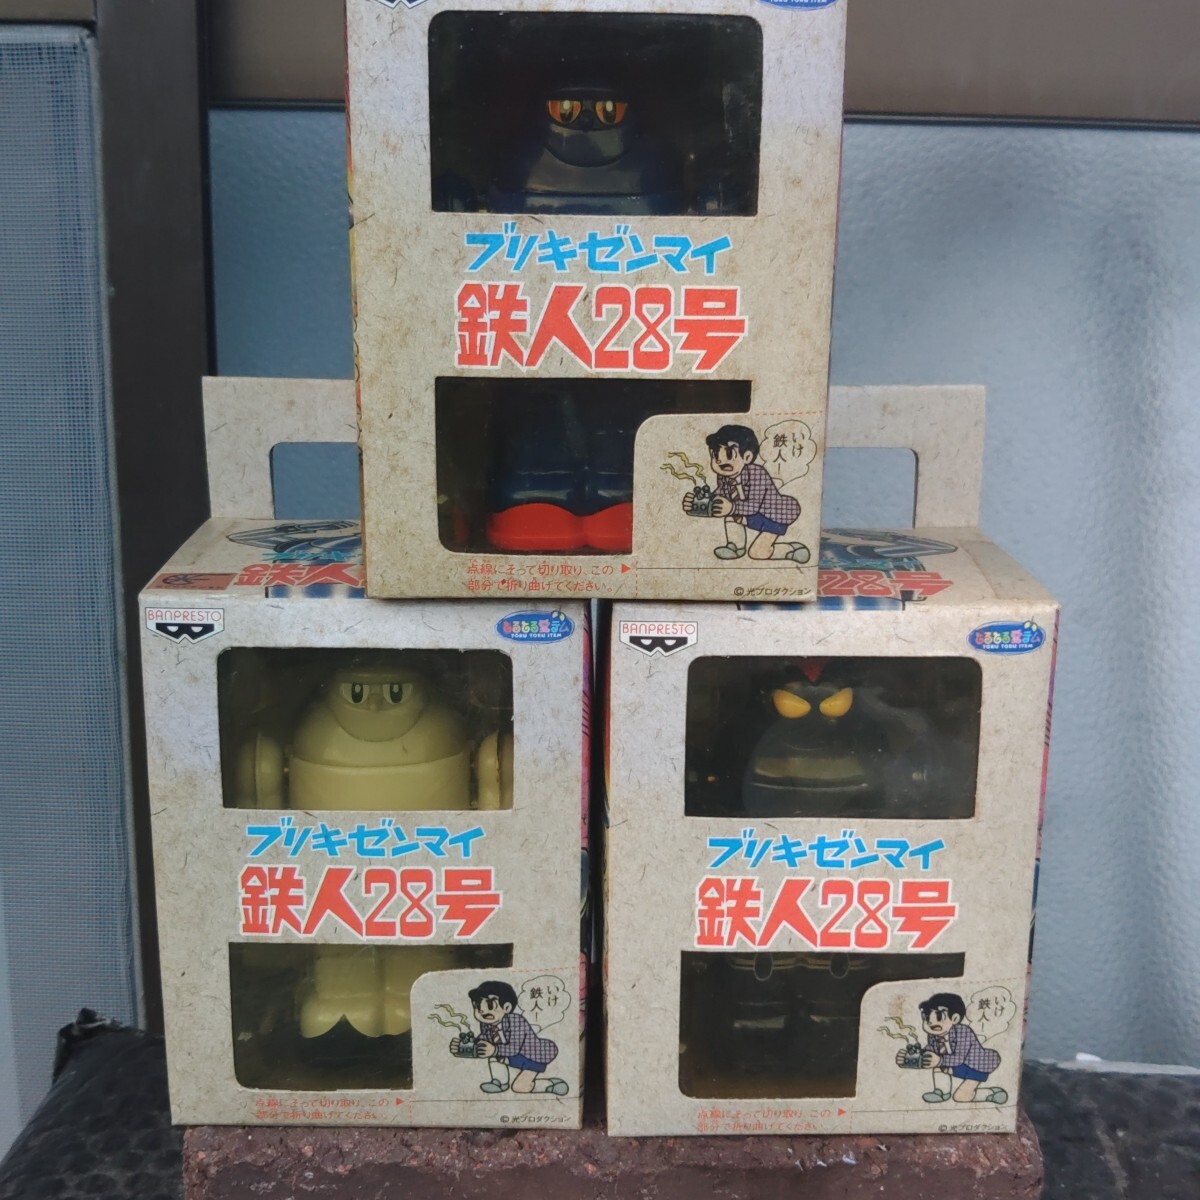 TORU TORU ITEM
ブリキゼンマイ
鉄人28号
いけ
鉄人ー
点線にそって切り取り、この
部分で折り曲げてください。
©光プロダクション
鉄人28号
BANPRESTO
とるとる愛テム
TORU TORU ITEM
ブリキゼンマイ
鉄人28号
いけ
鉄人ー
点線にそって切り取り、この
部分で折り曲げてください。
©光プロダクション
28号
BANPRESTO
とるとる愛テム
TORU TORU ITEM
ブリキゼンマイ
鉄人28号
いけ
鉄人ー
点線にそって切り取り、この
部分で折り曲げてください。
©光プロダクション